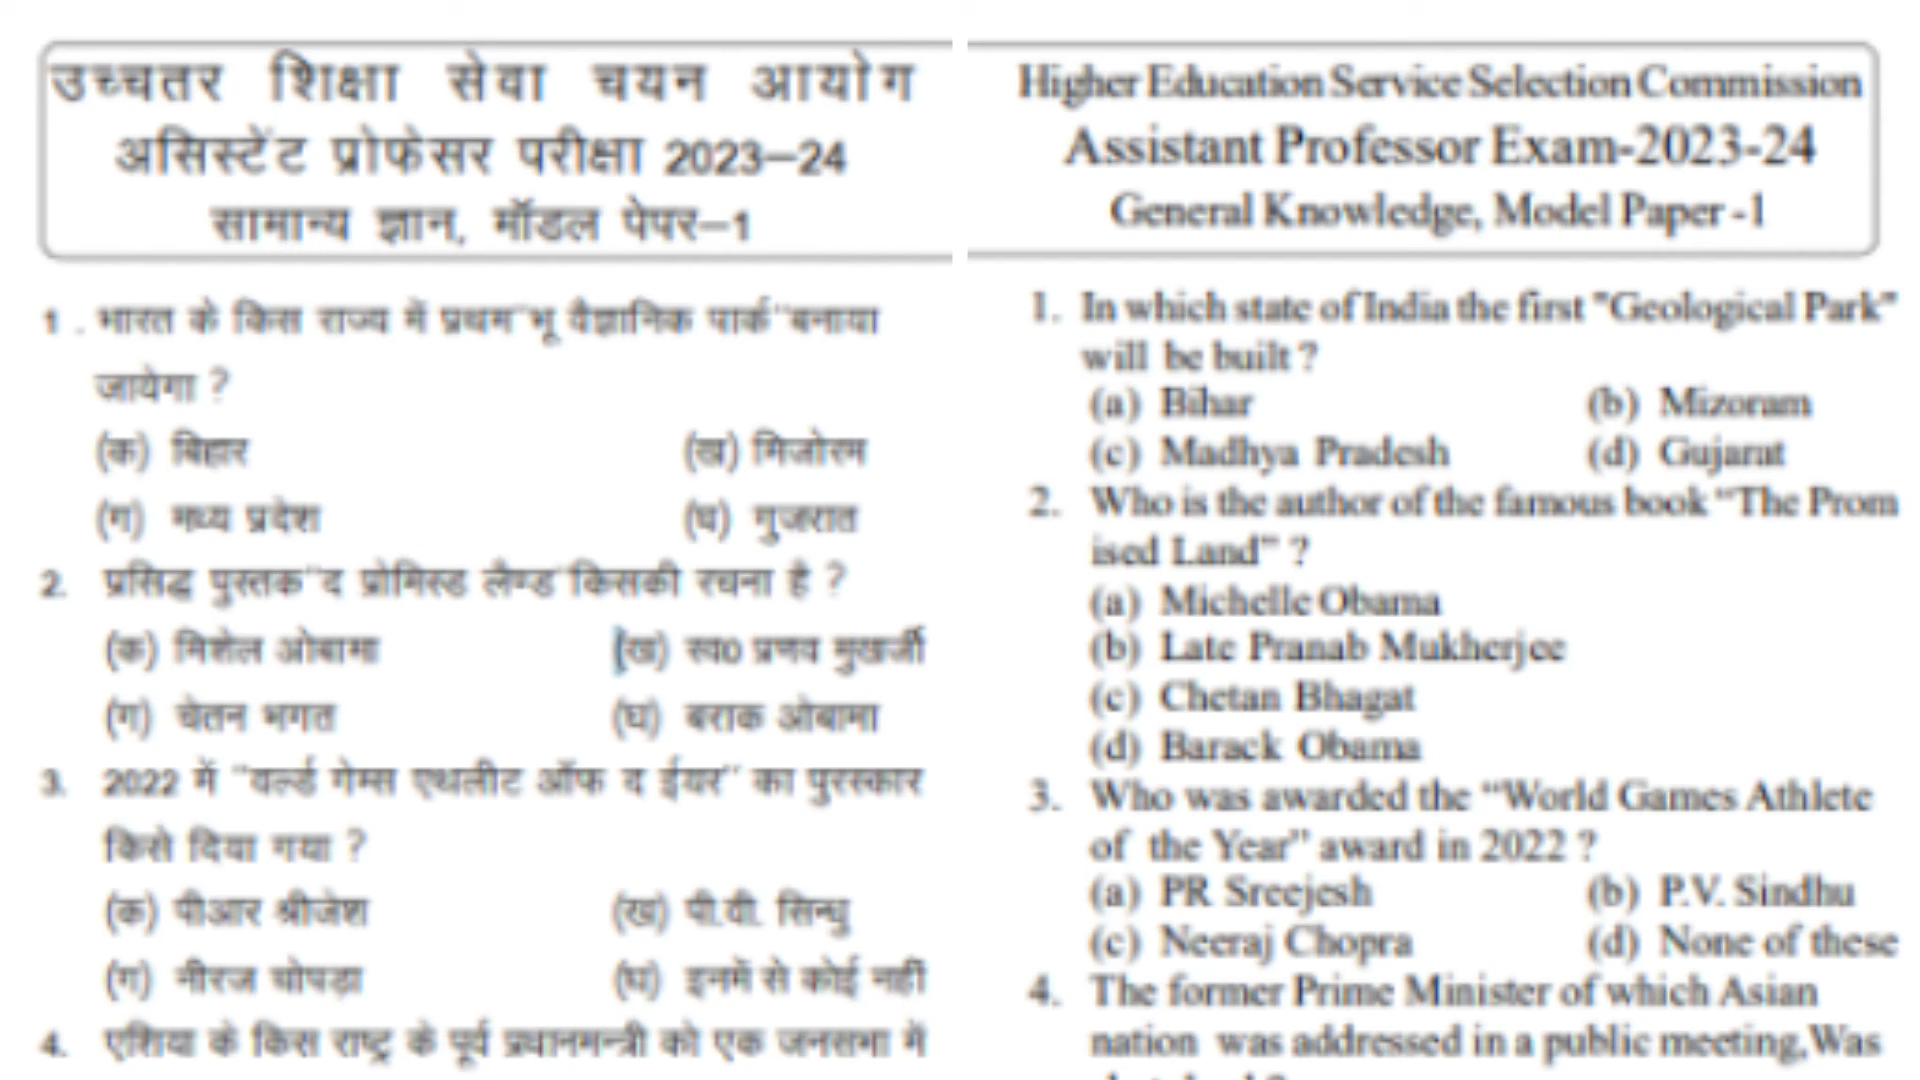 उच्चतर शिक्षा सेवा चयन आयोग
असिस्टेंट प्रोफेसर परीक्षा 2023–24
सामान्य ज्ञान, मॉडल पेपर–1
1 . भारत के किस राज्य में प्रथम "भू वैज्ञानिक पार्क" बनाया
जायेगा ?
(क) बिहार (ख) मिजोरम
(ग) मध्य प्रदेश (घ) गुजरात
2. प्रसिद्ध पुस्तक "द प्रोमिस्ड लैण्ड" किसकी रचना है ?
(क) मिशेल ओबामा (ख) स्व0 प्रणव मुखर्जी
(ग) चेतन भगत (घ) बराक ओबामा
3. 2022 में "वर्ल्ड गेम्स एथलीट ऑफ द ईयर" का पुरस्कार
किसे दिया गया ?
(क) पीआर श्रीजेश (ख) पी.वी. सिन्धु
(ग) नीरज चोपड़ा (घ) इनमें से कोई नहीं
4. एशिया के किस राष्ट्र के पूर्व प्रधानमन्त्री को एक जनसभा में
Higher Education Service Selection Commission
Assistant Professor Exam-2023-24
General Knowledge, Model Paper -1
1. In which state of India the first "Geological Park"
will be built ?
(a) Bihar (b) Mizoram
(c) Madhya Pradesh (d) Gujarat
2. Who is the author of the famous book “The Prom
ised Land” ?
(a) Michelle Obama
(b) Late Pranab Mukherjee
(c) Chetan Bhagat
(d) Barack Obama
3. Who was awarded the “World Games Athlete
of the Year” award in 2022 ?
(a) PR Sreejesh (b) P.V. Sindhu
(c) Neeraj Chopra (d) None of these
4. The former Prime Minister of which Asian
nation was addressed in a public meeting,Was